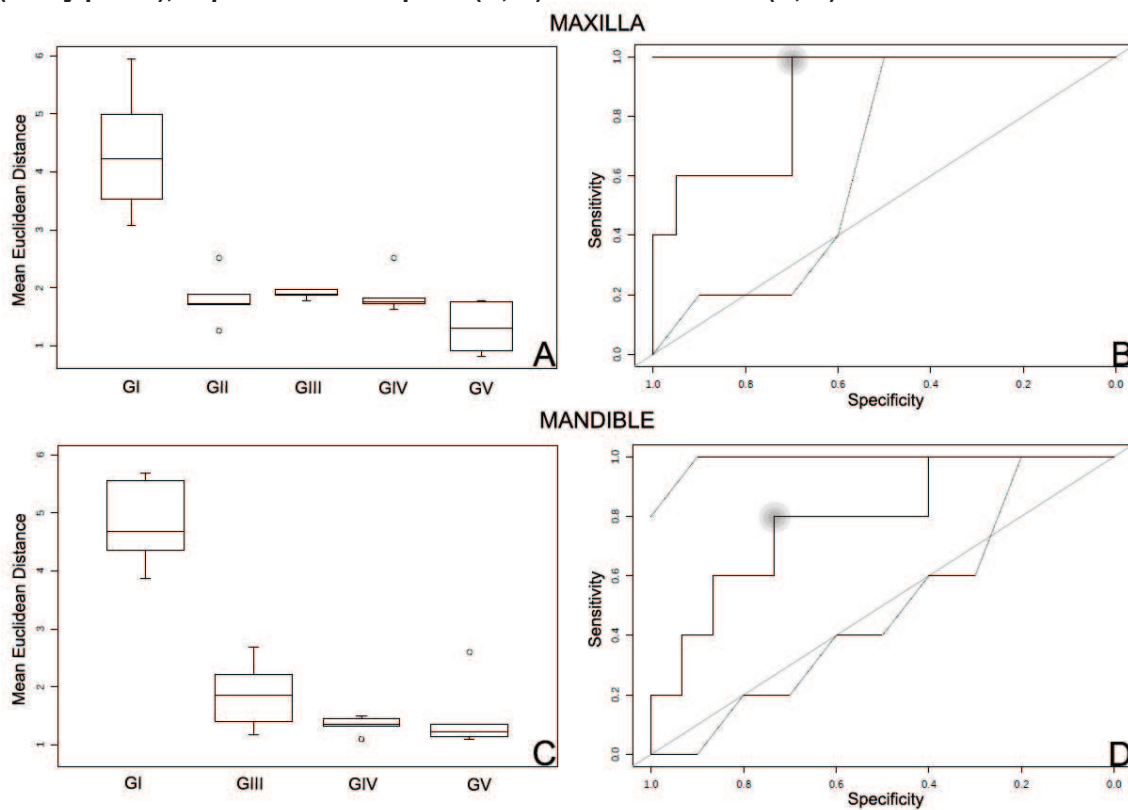 MAXILLA
Mean Euclidean Distance
6
5
4
3
2
1
GI GII GIII GIV GV
A
Sensitivity
1.0
0.8
0.6
0.4
0.2
0.0
1.0 0.8 0.6 0.4 0.2 0.0
Specificity
B
MANDIBLE
Mean Euclidean Distance
6
5
4
3
2
1
GI GIII GIV GV
C
Sensitivity
1.0
0.8
0.6
0.4
0.2
0.0
1.0 0.8 0.6 0.4 0.2 0.0
Specificity
D